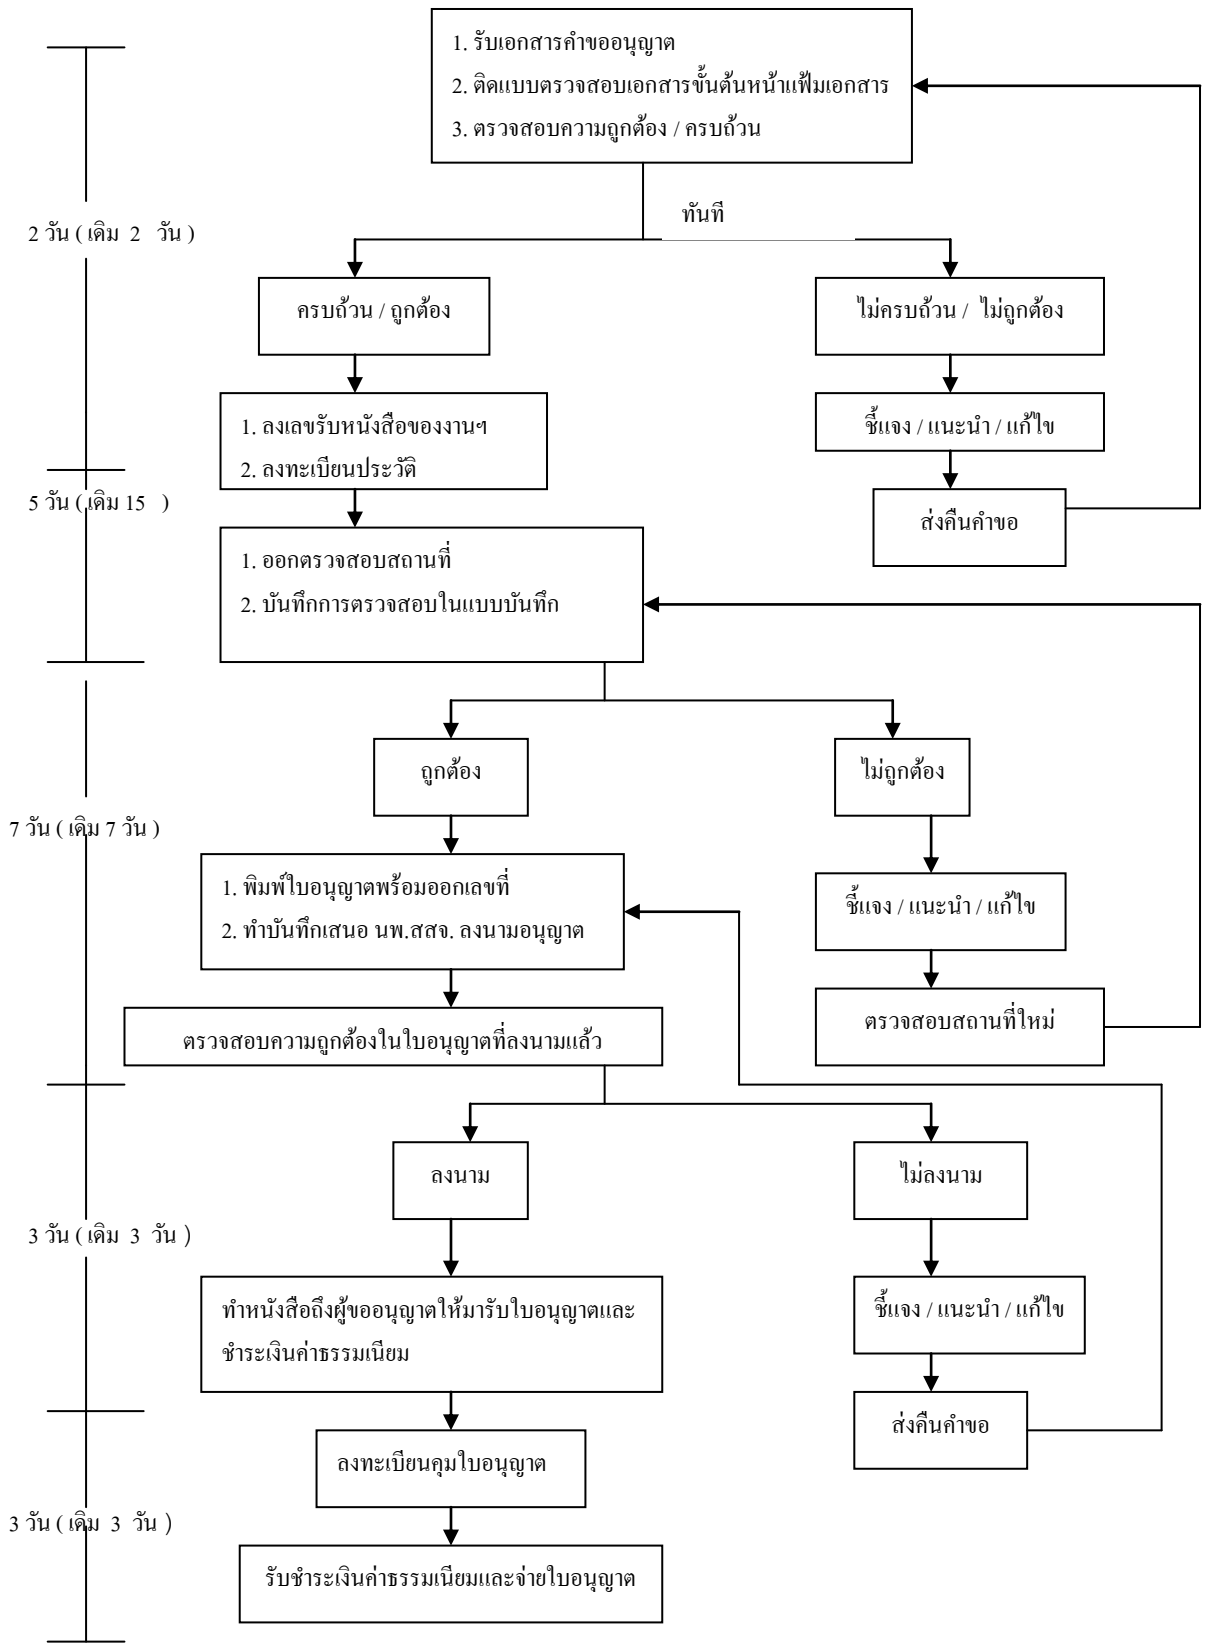 1. รับเอกสารคำขออนุญาต
2. ติดแบบตรวจสอบเอกสารขั้นต้นหน้าแฟ้มเอกสาร
3. ตรวจสอบความถูกต้อง / ครบถ้วน
ทันที
2 วัน ( เดิม 2 วัน )
ครบถ้วน / ถูกต้อง
ไม่ครบถ้วน / ไม่ถูกต้อง
1. ลงเลขรับหนังสือของงานฯ
2. ลงทะเบียนประวัติ
ชี้แจง / แนะนำ / แก้ไข
5 วัน ( เดิม 15 )
ส่งคืนคำขอ
1. ออกตรวจสอบสถานที่
2. บันทึกการตรวจสอบในแบบบันทึก
ถูกต้อง
ไม่ถูกต้อง
7 วัน ( เดิม 7 วัน )
1. พิมพ์ใบอนุญาตพร้อมออกเลขที่
2. ทำบันทึกเสนอ นพ.สสจ. ลงนามอนุญาต
ชี้แจง / แนะนำ / แก้ไข
ตรวจสอบสถานที่ใหม่
ตรวจสอบความถูกต้องในใบอนุญาตที่ลงนามแล้ว
ลงนาม
ไม่ลงนาม
3 วัน ( เดิม 3 วัน )
ทำหนังสือถึงผู้ขออนุญาตให้มารับใบอนุญาตและ
ชำระเงินค่าธรรมเนียม
ชี้แจง / แนะนำ / แก้ไข
ส่งคืนคำขอ
ลงทะเบียนคุมใบอนุญาต
3 วัน ( เดิม 3 วัน )
รับชำระเงินค่าธรรมเนียมและจ่ายใบอนุญาต